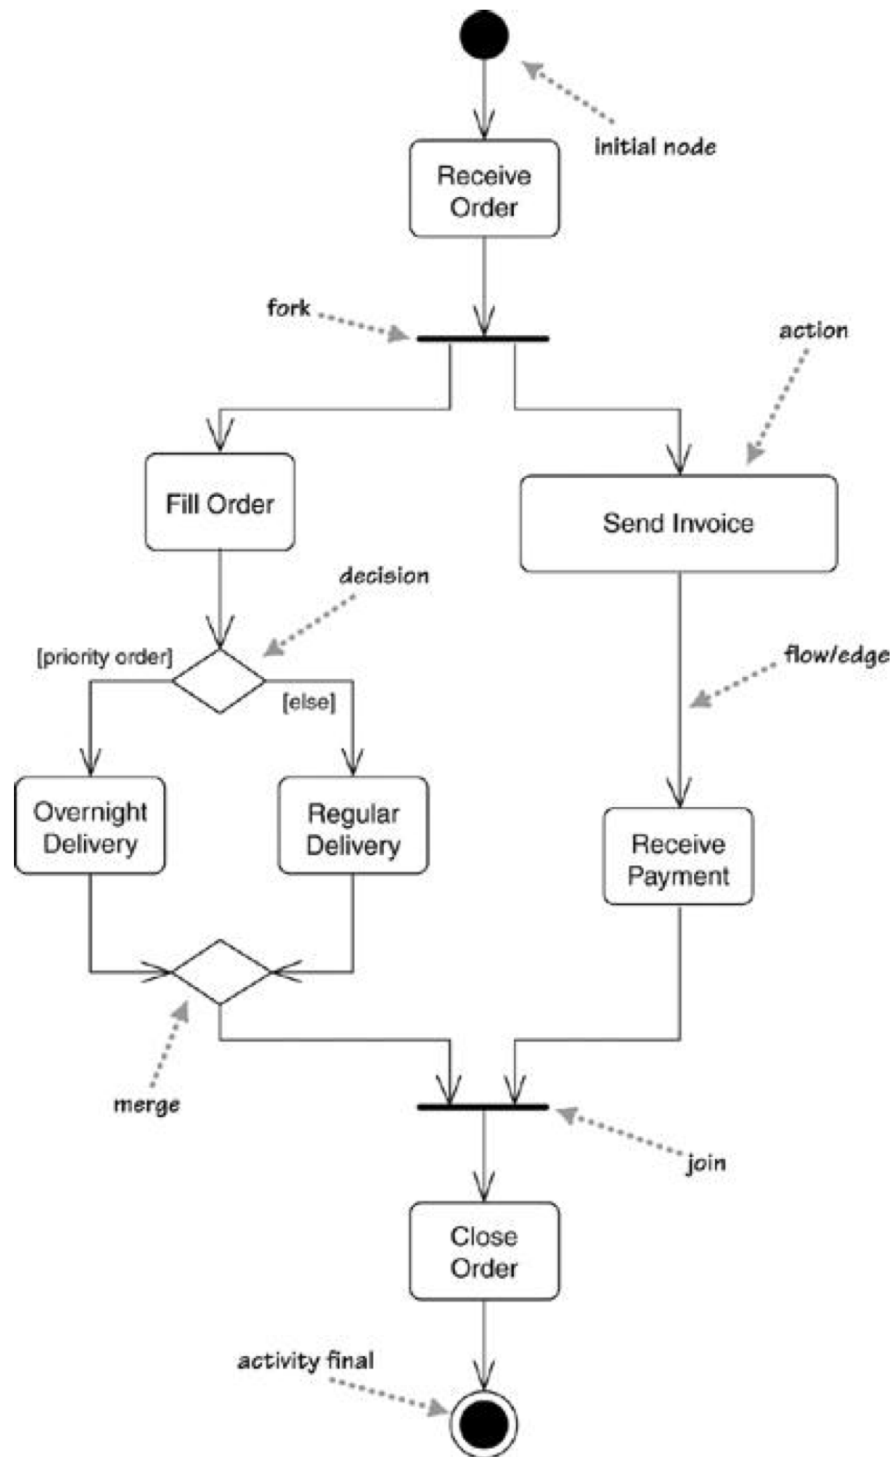 initial node
Receive
Order
fork
action
Fill Order
Send Invoice
decision
[priority order]
flow/edge
[else]
Overnight
Delivery
Regular
Delivery
Receive
Payment
merge
join
Close
Order
activity final